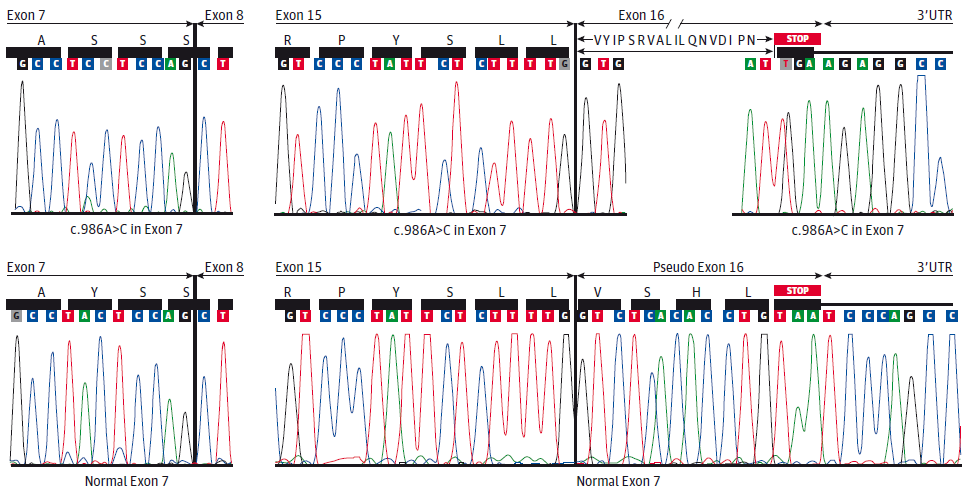 Exon 7 Exon 8 Exon 15 Exon 16 3'UTR
A S S S R P Y S L L VYIPSRVALILQNVDIPN STOP
G C C T C C T C C A G C T G T C C C T A T T C T C T T T T G G T G A T T G A A G A G G C C
c.986A>C in Exon 7 c.986A>C in Exon 7 c.986A>C in Exon 7
Exon 7 Exon 8 Exon 15 Pseudo Exon 16 3'UTR
A Y S S R P Y S L L V S H L STOP
G C C T A C T C C A G C T G T C C C T A T T C T C T T T T G G T C T C A C A C C T G T A A T C C C A G C C
Normal Exon 7 Normal Exon 7